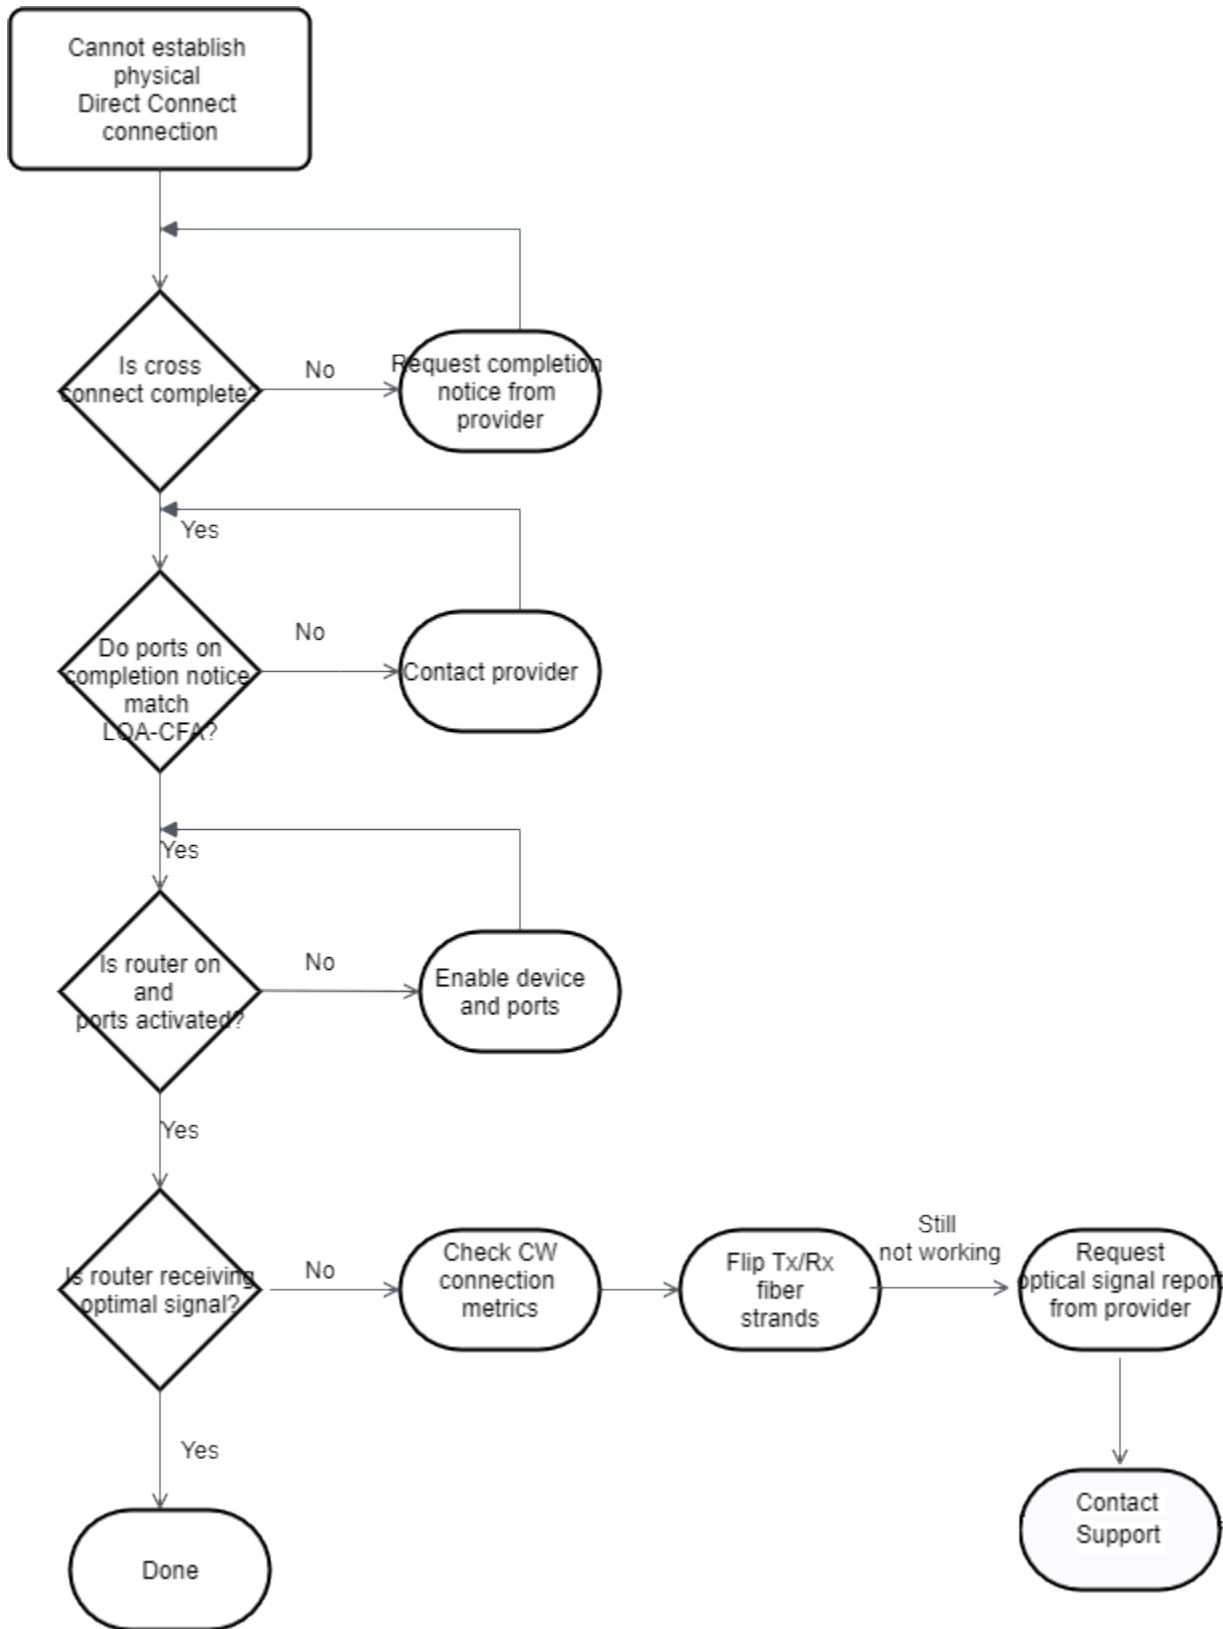 Cannot establish
physical
Direct Connect
connection
Is cross
connect complete?
No
Request completion
notice from
provider
Yes
Do ports on
completion notice
match
LOA-CFA?
No
Contact provider
Yes
Is router on
and
ports activated?
No
Enable device
and ports
Yes
Is router receiving
optimal signal?
No
Check CW
connection
metrics
Flip Tx/Rx
fiber
strands
Still
not working
Request
optical signal report
from provider
Yes
Contact
Support
Done